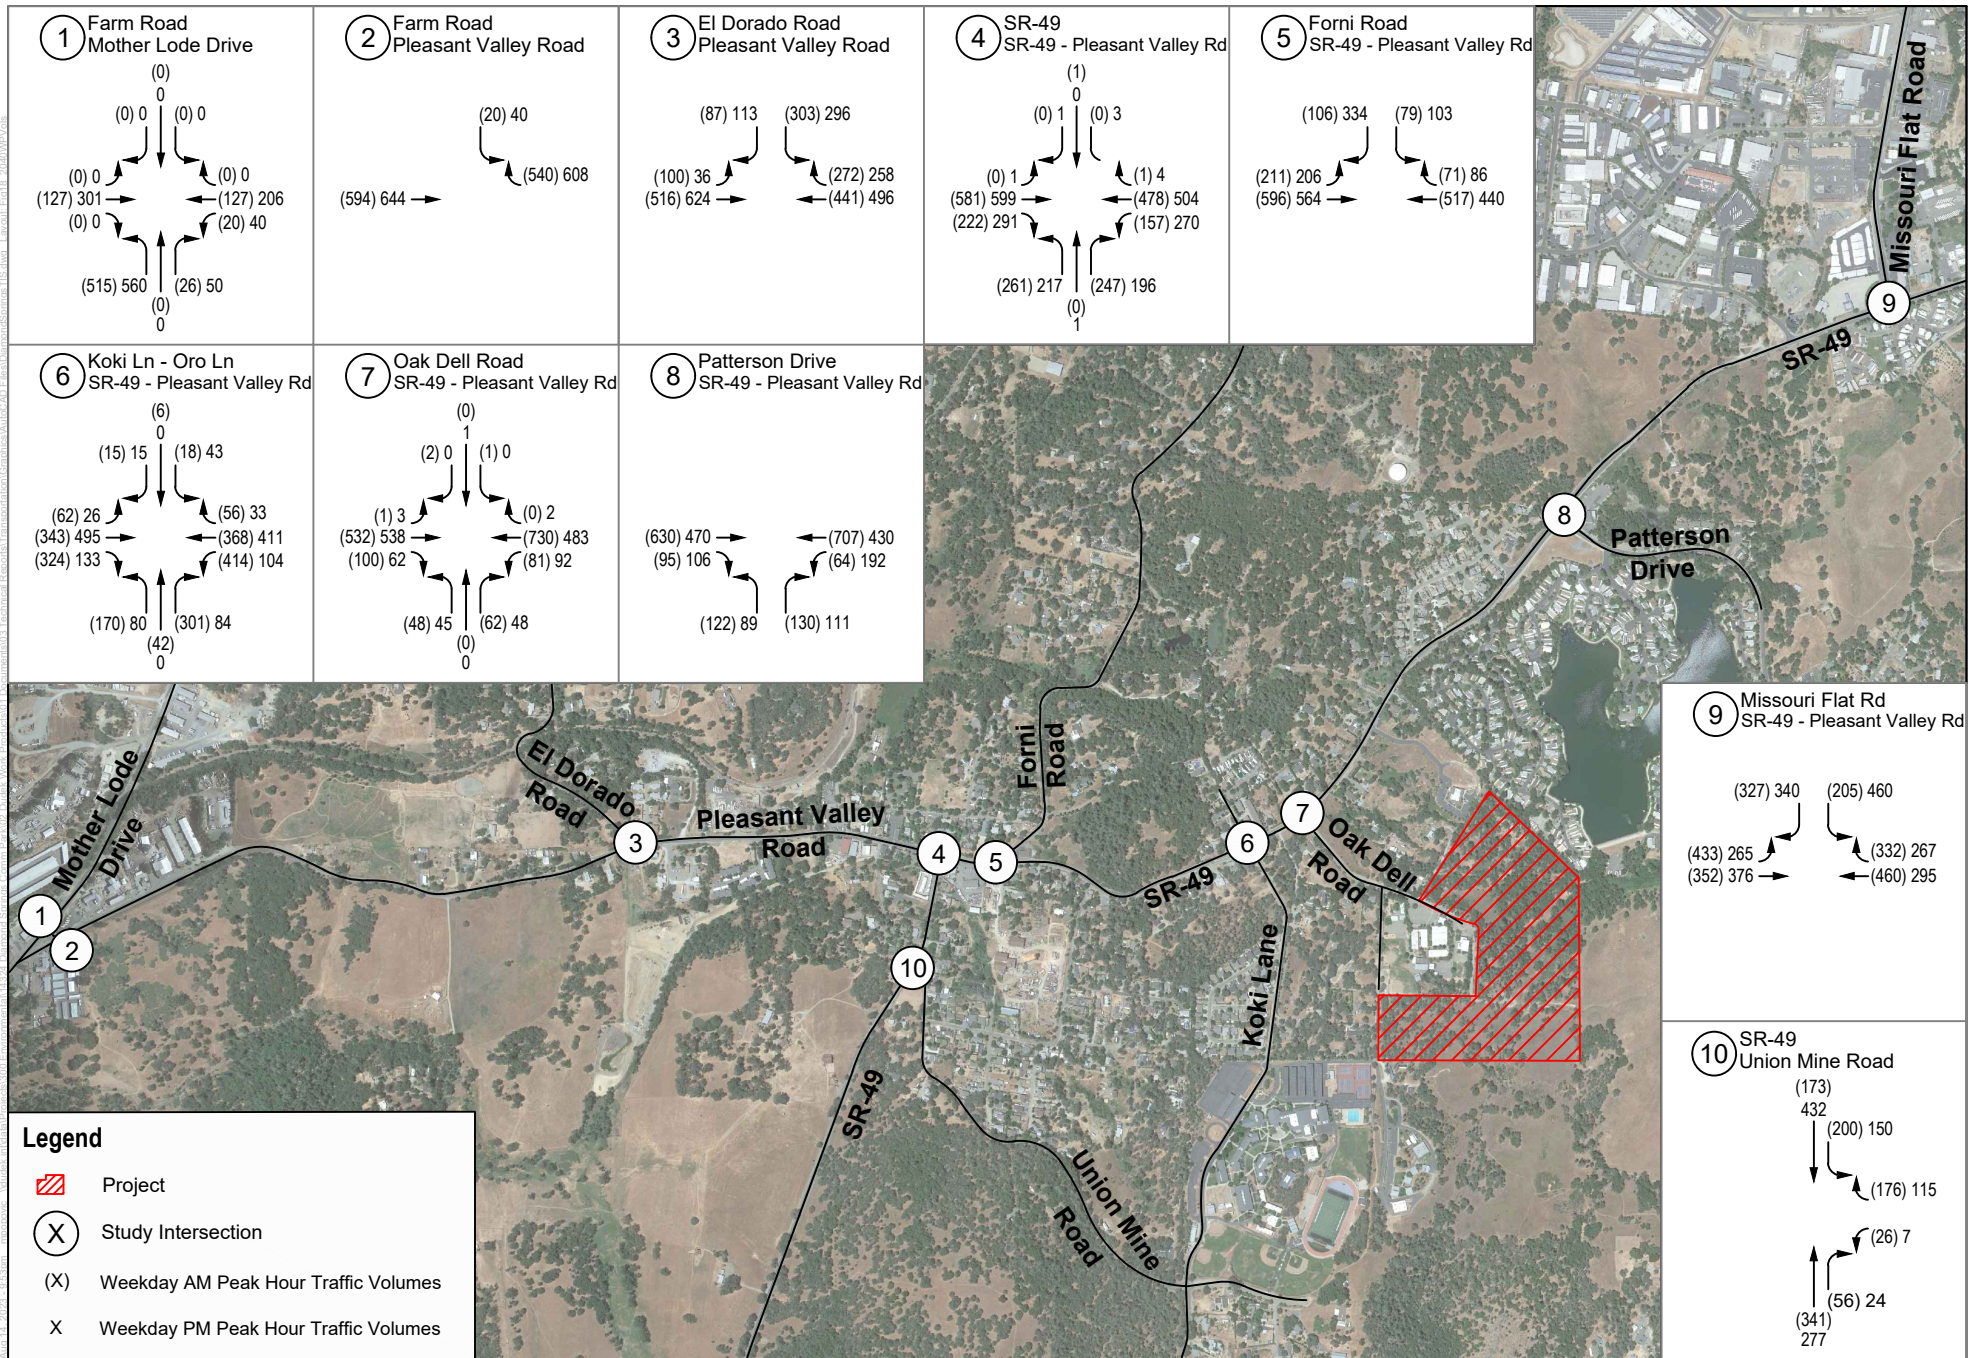 1 Farm Road
Mother Lode Drive
(0)
0
(0) 0 (0) 0
(0) 0 (0) 0
(127) 301 (127) 206
(0) 0 (20) 40
(515) 560 (26) 50
(0)
0
2 Farm Road
Pleasant Valley Road
(20) 40
(540) 608
(594) 644
3 El Dorado Road
Pleasant Valley Road
(87) 113 (303) 296
(100) 36 (272) 258
(516) 624 (441) 496
4 SR-49
SR-49 - Pleasant Valley Rd
(1)
0
(0) 1 (0) 3
(0) 1 (1) 4
(581) 599 (478) 504
(222) 291 (157) 270
(261) 217 (247) 196
(0)
1
5 Forni Road
SR-49 - Pleasant Valley Rd
(106) 334 (79) 103
(211) 206 (71) 86
(596) 564 (517) 440
6 Koki Ln - Oro Ln
SR-49 - Pleasant Valley Rd
(6)
0
(15) 15 (18) 43
(62) 26 (56) 33
(343) 495 (368) 411
(324) 133 (414) 104
(170) 80 (301) 84
(42)
0
7 Oak Dell Road
SR-49 - Pleasant Valley Rd
(0)
1
(2) 0 (1) 0
(1) 3 (0) 2
(532) 538 (730) 483
(100) 62 (81) 92
(48) 45 (62) 48
(0)
0
8 Patterson Drive
SR-49 - Pleasant Valley Rd
(630) 470 (707) 430
(95) 106 (64) 192
(122) 89 (130) 111
9 Missouri Flat Rd
SR-49 - Pleasant Valley Rd
(327) 340 (205) 460
(433) 265 (332) 267
(352) 376 (460) 295
10 SR-49
Union Mine Road
(173)
432
(200) 150
(176) 115
(26) 7
(56) 24
(341)
277
Missouri Flat Road
9
SR-49
8
Patterson
Drive
Forni
Road
El Dorado
Road
Mother Lode
Drive
Pleasant Valley
Road
1
2
3
4
5
6
7
Oak Dell
Road
SR-49
10
Koki Lane
SR-49
Union Mine
Road
Legend
Project
X Study Intersection
(X) Weekday AM Peak Hour Traffic Volumes
X Weekday PM Peak Hour Traffic Volumes